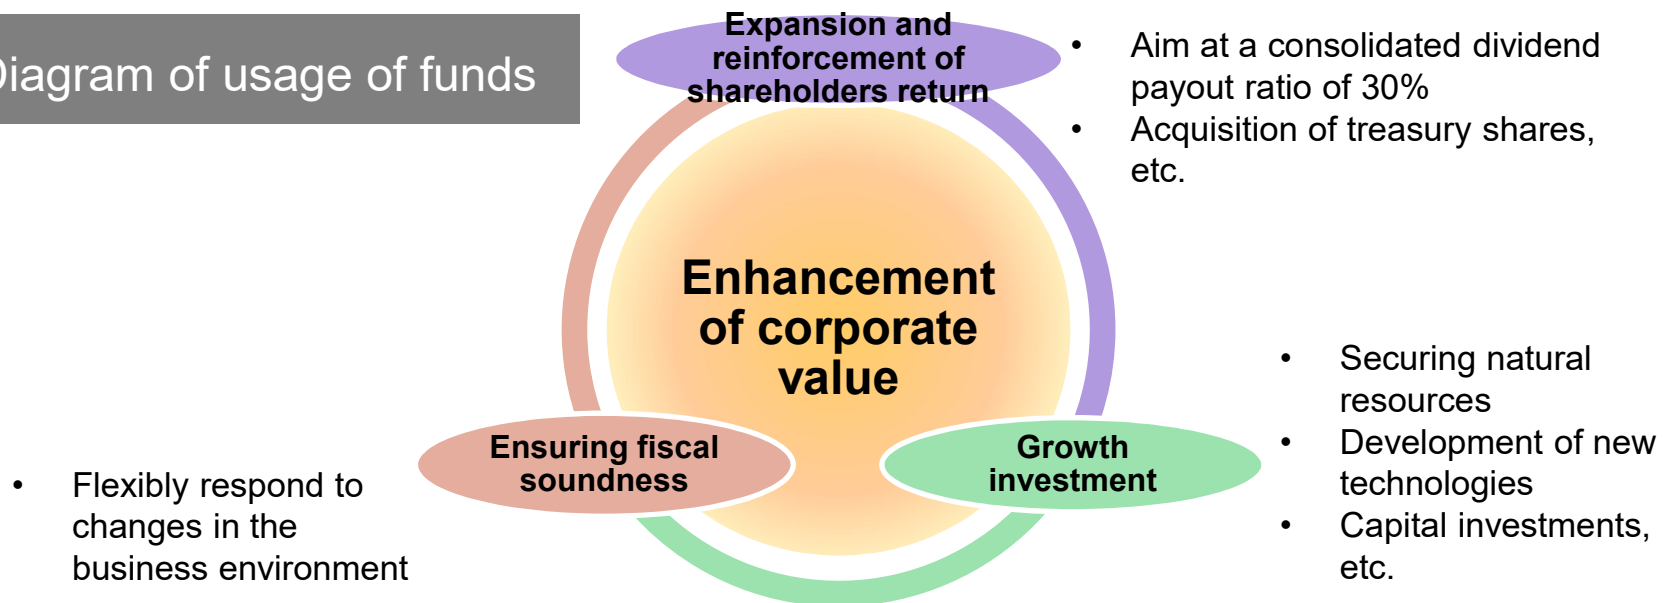 Diagram of usage of funds
Expansion and
reinforcement of
shareholders return
• Aim at a consolidated dividend
payout ratio of 30%
• Acquisition of treasury shares,
etc.
Enhancement
of corporate
value
Ensuring fiscal
soundness
Growth
investment
• Flexibly respond to
changes in the
business environment
• Securing natural
resources
• Development of new
technologies
• Capital investments,
etc.